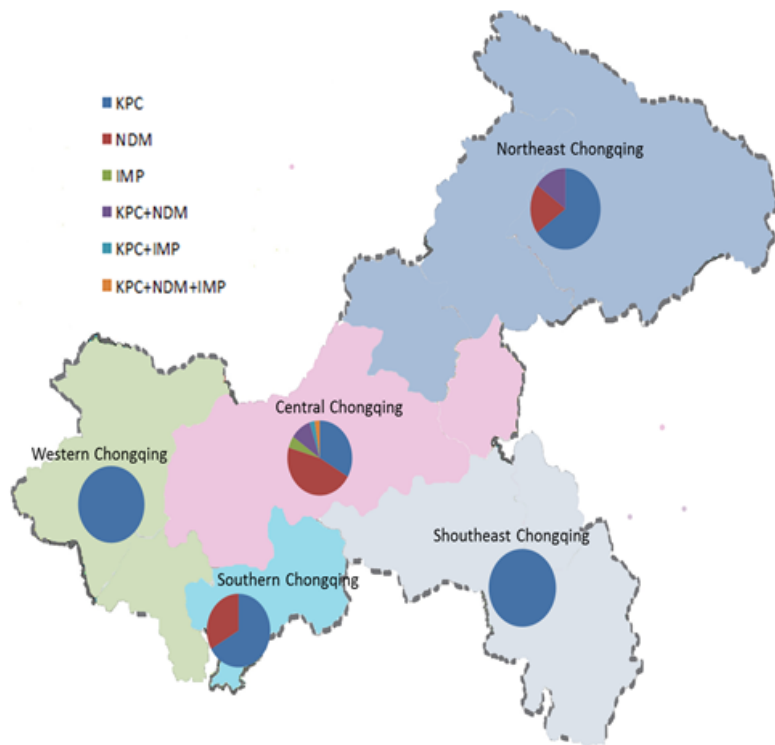 KPC
NDM
IMP
KPC+NDM
KPC+IMP
KPC+NDM+IMP
Northeast Chongqing
Central Chongqing
Western Chongqing
Shoutheast Chongqing
Southern Chongqing